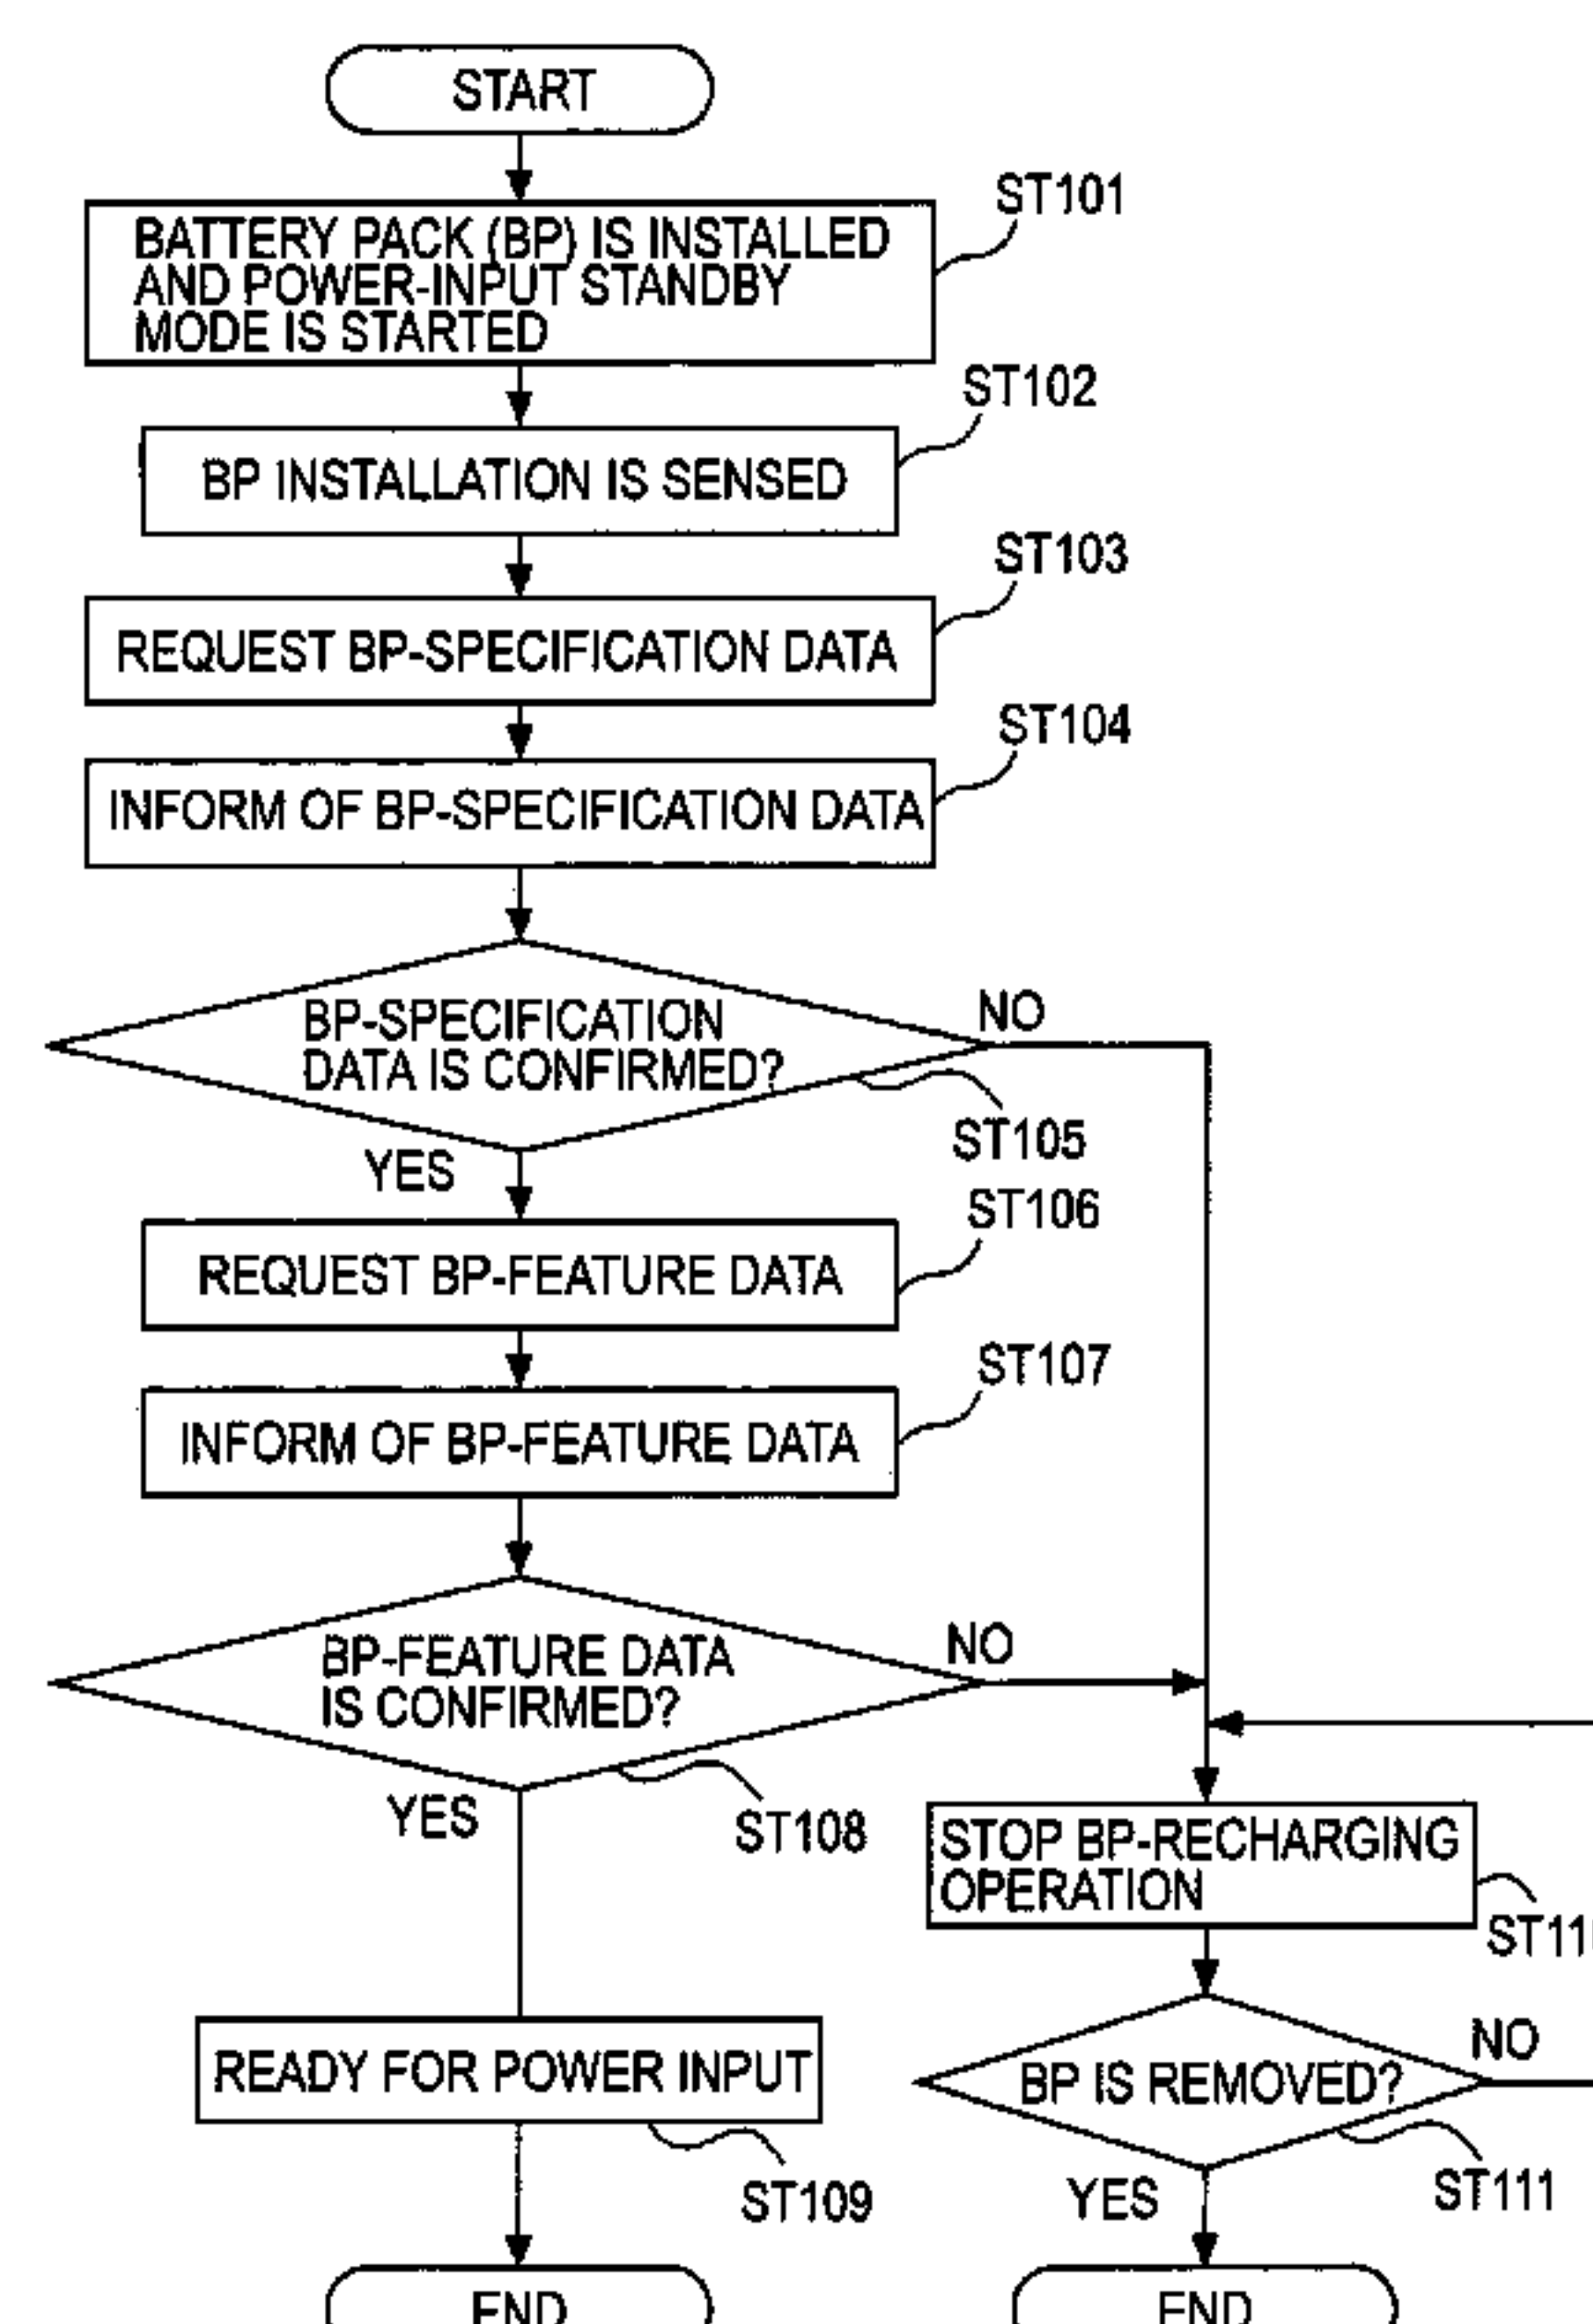 START
ST101
BATTERY PACK (BP) IS INSTALLED
AND POWER-INPUT STANDBY
MODE IS STARTED
ST102
BP INSTALLATION IS SENSED
ST103
REQUEST BP-SPECIFICATION DATA
ST104
INFORM OF BP-SPECIFICATION DATA
BP-SPECIFICATION
DATA IS CONFIRMED?
NO
ST105
YES
ST106
REQUEST BP-FEATURE DATA
ST107
INFORM OF BP-FEATURE DATA
BP-FEATURE DATA
IS CONFIRMED?
NO
YES
ST108
STOP BP-RECHARGING
OPERATION
READY FOR POWER INPUT
ST109
BP IS REMOVED?
NO
YES
ST111
END
END